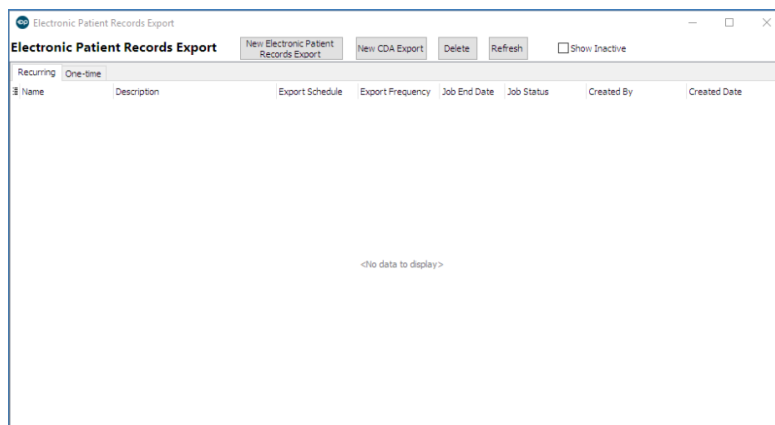 Electronic Patient Records Export
Electronic Patient Records Export
New Electronic Patient
Records Export
New CDA Export
Delete
Refresh
Show Inactive
Recurring
One-time
Name
Description
Export Schedule
Export Frequency
Job End Date
Job Status
Created By
Created Date
<No data to display>